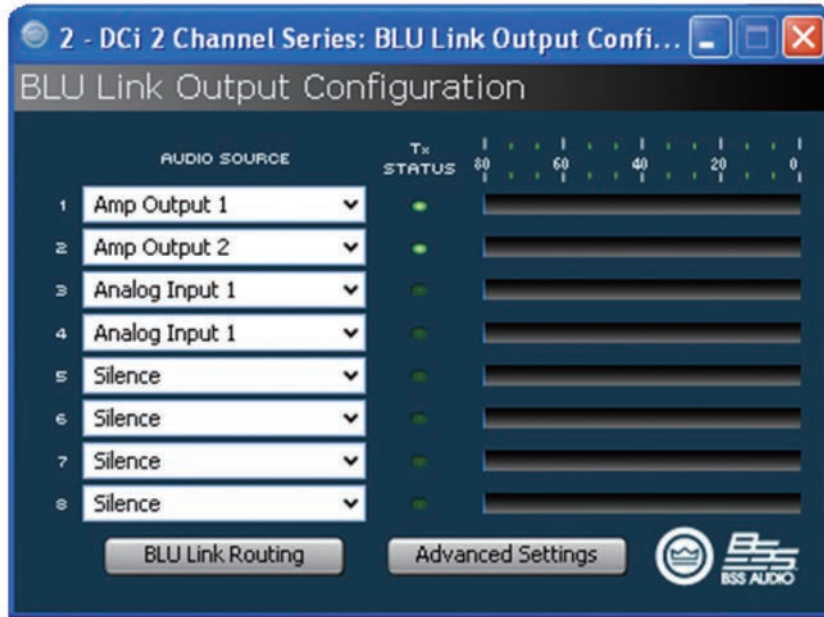 2 - DCi 2 Channel Series: BLU Link Output Confi...
BLU Link Output Configuration
AUDIO SOURCE
Tx
STATUS
80 60 40 20 0
1 Amp Output 1
2 Amp Output 2
3 Analog Input 1
4 Analog Input 1
5 Silence
6 Silence
7 Silence
8 Silence
BLU Link Routing
Advanced Settings
BSS
BSS AUDIO